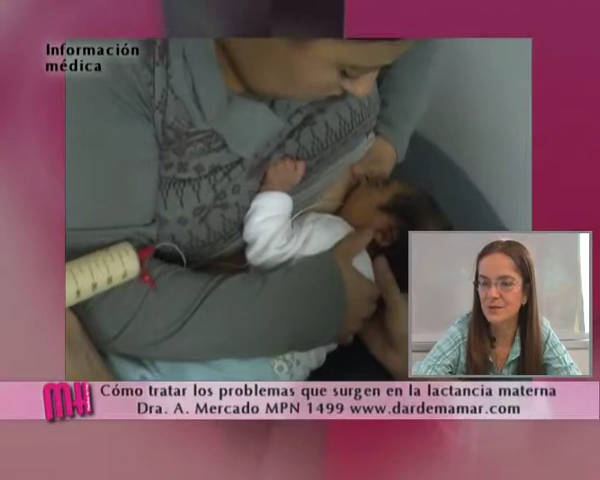 Información
médica
Cómo tratar los problemas que surgen en la lactancia materna
Dra. A. Mercado MPN 1499 www.dardemamar.com